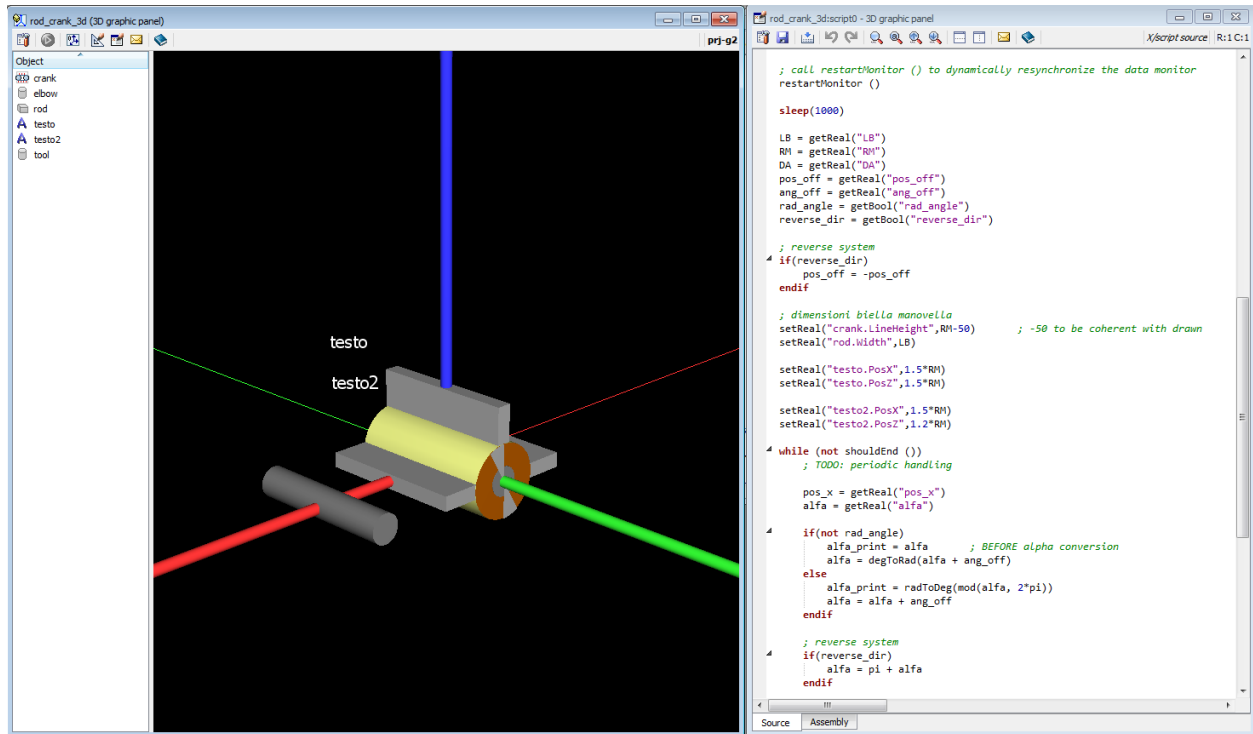 rod_crank_3d (3D graphic panel)
prj-g2
Object
crank
elbow
rod
testo
testo2
tool
testo
testo2
rod_crank_3d:script0 - 3D graphic panel
X/script source R:1 C:1
; call restartMonitor () to dynamically resynchronize the data monitor
restartMonitor ()
sleep(1000)
LB = getReal("LB")
RM = getReal("RM")
DA = getReal("DA")
pos_off = getReal("pos_off")
ang_off = getReal("ang_off")
rad_angle = getBool("rad_angle")
reverse_dir = getBool("reverse_dir")
; reverse system
if(reverse_dir)
pos_off = -pos_off
endif
; dimensioni biella manovella
setReal("crank.LineHeight",RM-50) ; -50 to be coherent with drawn
setReal("rod.Width",LB)
setReal("testo.PosX",1.5*RM)
setReal("testo.PosZ",1.5*RM)
setReal("testo2.PosX",1.5*RM)
setReal("testo2.PosZ",1.2*RM)
while (not shouldEnd ())
; TODO: periodic handling
pos_x = getReal("pos_x")
alfa = getReal("alfa")
if(not rad_angle)
alfa_print = alfa ; BEFORE alpha conversion
alfa = degToRad(alfa + ang_off)
else
alfa_print = radToDeg(mod(alfa, 2*pi))
alfa = alfa + ang_off
endif
; reverse system
if(reverse_dir)
alfa = pi + alfa
endif
Source Assembly